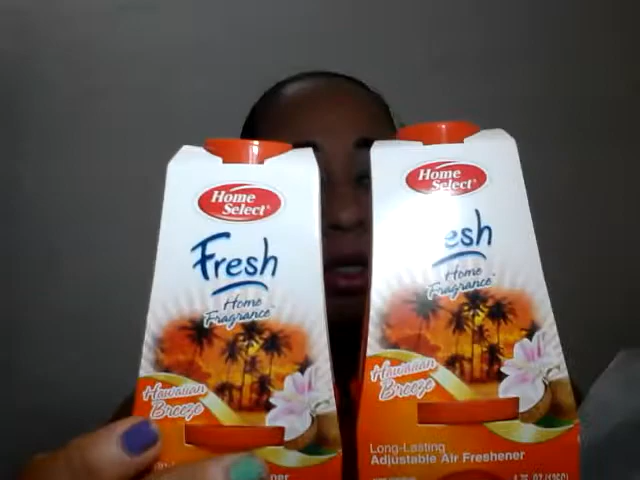 Home
Select
Fresh
Home
Fragrance
Hawaiian
Breeze
Home
Select
esh
Home
Fragrance
Hawaiian
Breeze
Long-Lasting
Adjustable Air Freshener